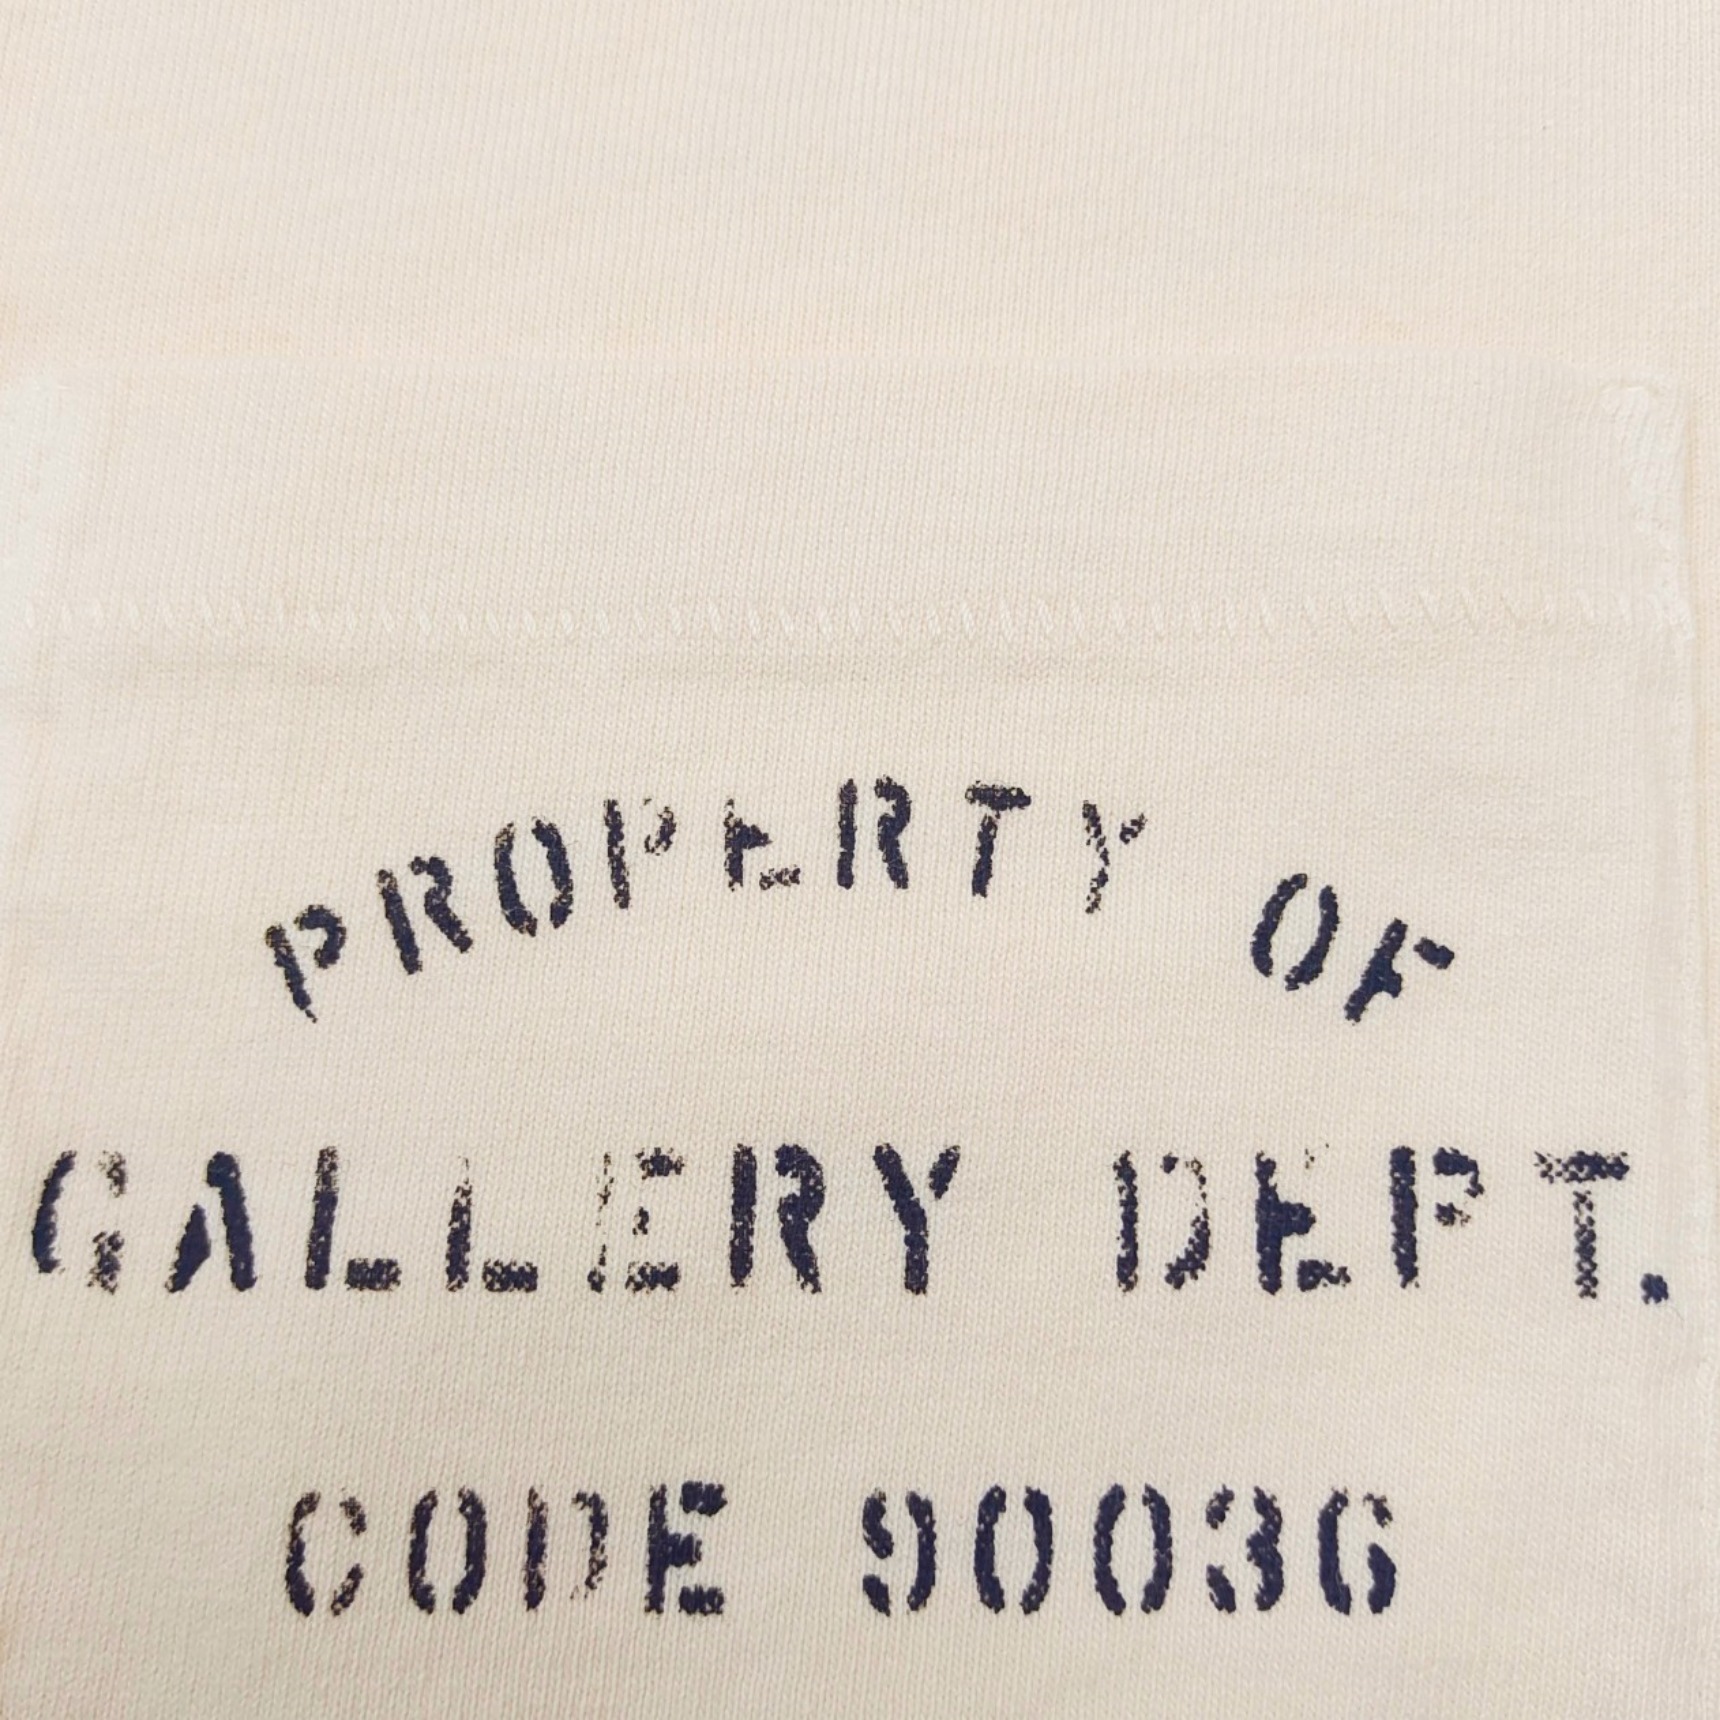 PROPERTY OF
GALLERY DEPT.
CODE 90036